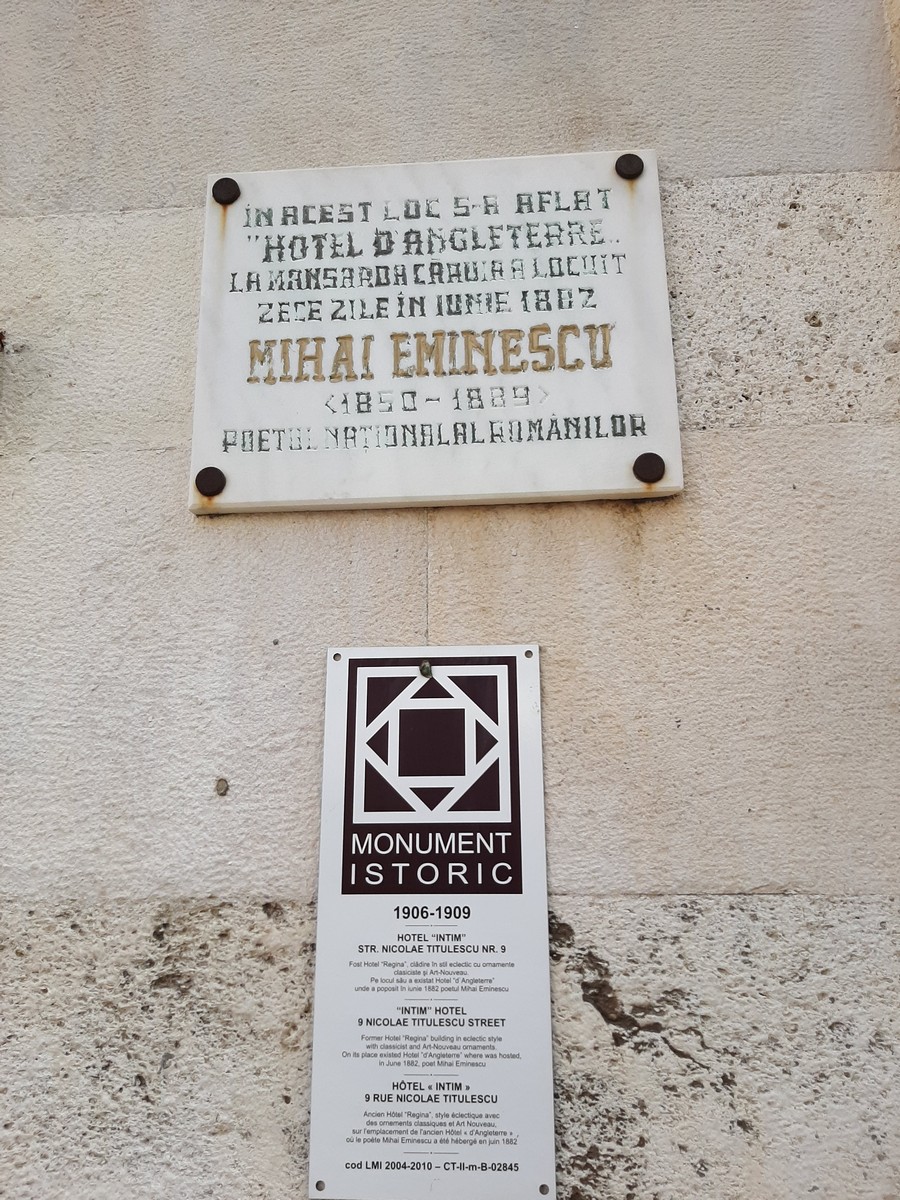 ÎN ACEST LOC S-A AFLAT
"HOTEL D'ANGLETERRE"
LA MANSARDA CĂRUIA A LOCUIT
ZECE ZILE ÎN IUNIE 1882
MIHAI EMINESCU
<1850-1889>
POETUL NAȚIONAL AL ROMÂNILOR
MONUMENT
ISTORIC
1906-1909
HOTEL "INTIM"
STR. NICOLAE TITULESCU NR. 9
Fost Hotel "Regina", clădire în stil eclectic cu ornamente
clasiciste şi Art-Nouveau.
Pe locul său a existat Hotel "d'Angleterre"
unde a poposit în iunie 1882 poetul Mihai Eminescu
"INTIM" HOTEL
9 NICOLAE TITULESCU STREET
Former Hotel "Regina" building in eclectic style
with classicist and Art-Nouveau ornaments.
On its place existed Hotel "d'Angleterre" where was hosted,
in June 1882, poet Mihai Eminescu
HÔTEL « INTIM »
9 RUE NICOLAE TITULESCU
Ancien Hôtel "Regina", style éclectique avec
des ornements classiques et Art Nouveau,
sur l'emplacement de l'ancien Hôtel « d'Angleterre »
où le poète Mihai Eminescu a été hébergé en juin 1882
cod LMI 2004-2010 – CT-II-m-B-02845